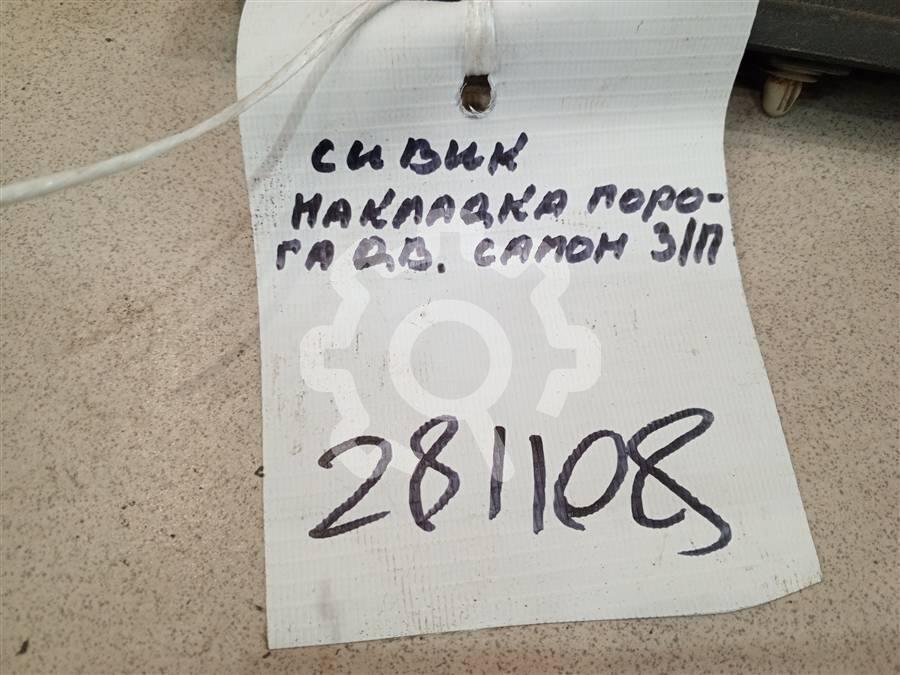 СИВИК
НАКЛАДКА ПОРО-
ГА ДВ. САЛОН З/П
281108